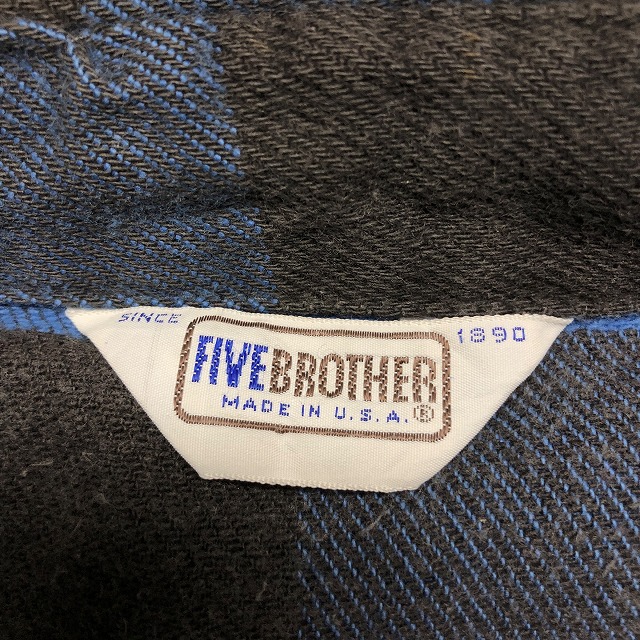 SINCE 1890
FIVE BROTHER
MADE IN U.S.A. ®